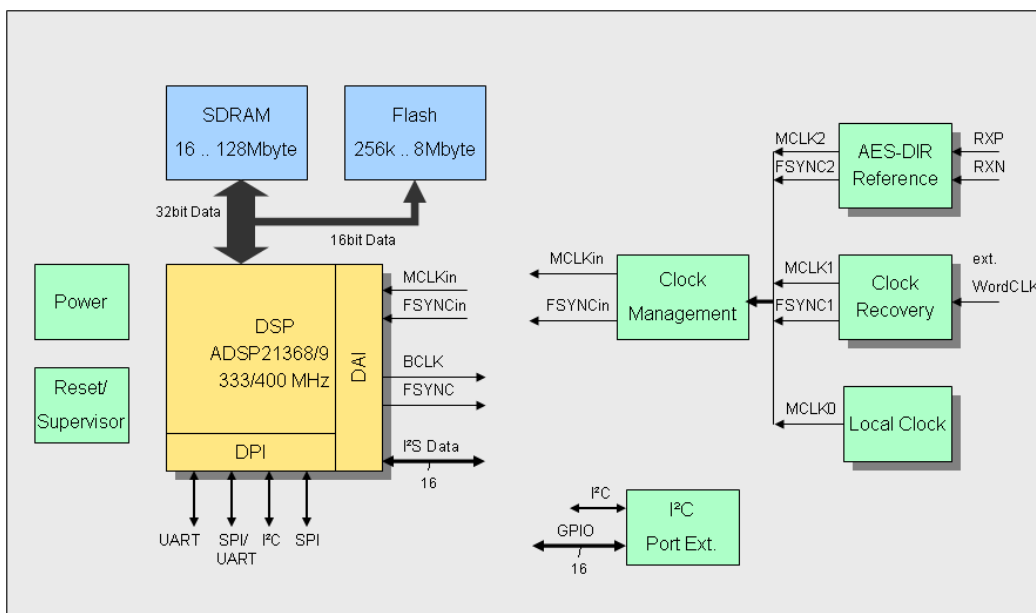 SDRAM
16 .. 128Mbyte
Flash
256k .. 8Mbyte
32bit Data
16bit Data
Power
Reset/
Supervisor
DSP
ADSP21368/9
333/400 MHz
DAI
DPI
MCLKin
FSYNCin
BCLK
FSYNC
I²S Data
16
UART
SPI/
UART
I²C
SPI
MCLKin
FSYNCin
Clock
Management
MCLK2
FSYNC2
AES-DIR
Reference
RXP
RXN
MCLK1
FSYNC1
Clock
Recovery
ext.
WordCLK
MCLK0
Local Clock
I²C
GPIO
16
I²C
Port Ext.